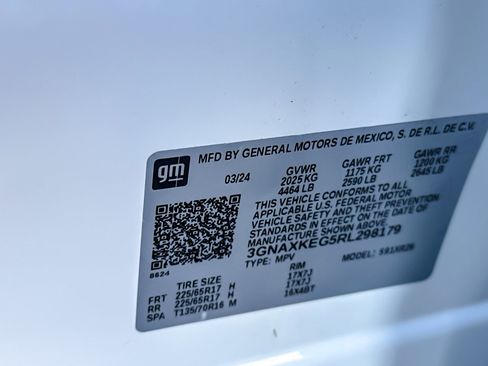 gm
MFD BY GENERAL MOTORS DE MEXICO, S. DE R.L. DE C.V.
03/24
GVWR GAWR FRT GAWR RR
2025 KG 1175 KG 1200 KG
4464 LB 2590 LB 2645 LB
THIS VEHICLE CONFORMS TO ALL
APPLICABLE U.S. FEDERAL MOTOR
VEHICLE SAFETY AND THEFT PREVENTION
STANDARDS IN EFFECT ON THE DATE OF
MANUFACTURE SHOWN ABOVE.
3GNAXKEG5RL298179
TYPE: MPV MODEL: 591XR26
8624
TIRE SIZE RIM
FRT 225/65R17 H 17X7J
RR 225/65R17 H 17X7J
SPA T135/70R16 M 16X4BT